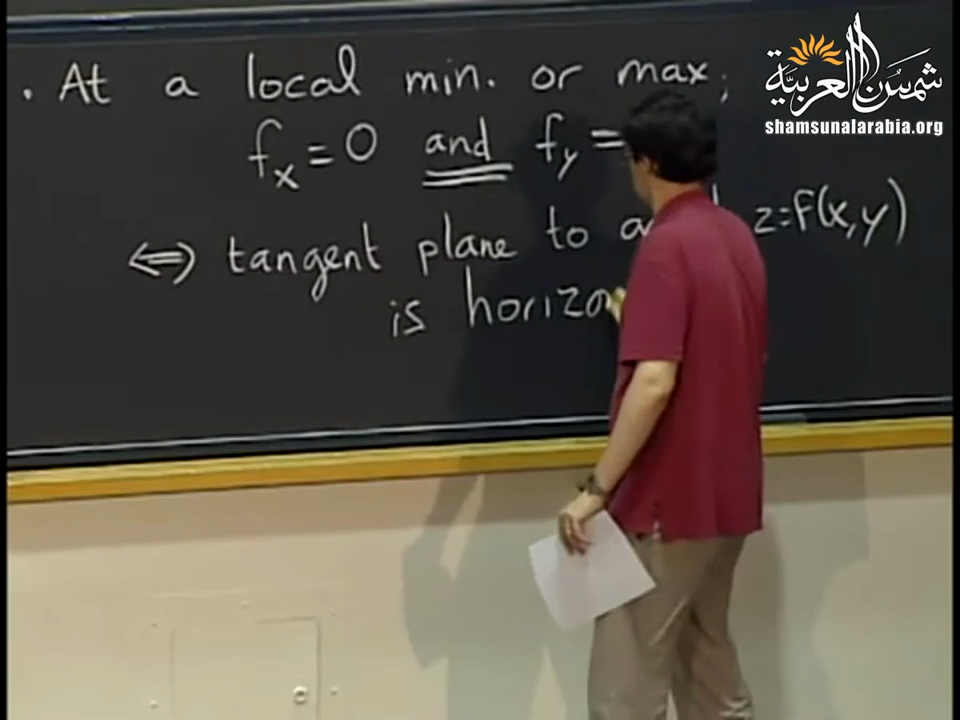 شمس العربية
shamsunalarabia.org
. At a local min. or max,
fx = 0 and fy =
⇔ tangent plane to z=f(x,y)
is horizo